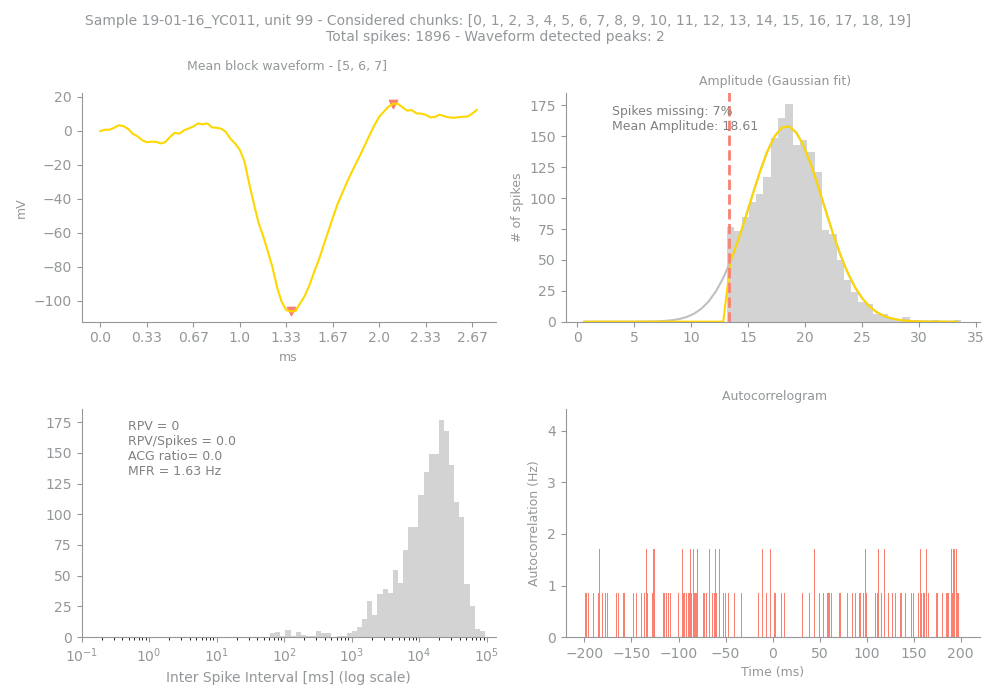 Sample 19-01-16_YC011, unit 99 - Considered chunks: [0, 1, 2, 3, 4, 5, 6, 7, 8, 9, 10, 11, 12, 13, 14, 15, 16, 17, 18, 19]
Total spikes: 1896 - Waveform detected peaks: 2
Mean block waveform - [5, 6, 7]
20
0
−20
−40
−60
−80
−100
mV
0.0 0.33 0.67 1.0 1.33 1.67 2.0 2.33 2.67
ms
Amplitude (Gaussian fit)
Spikes missing: 7%
Mean Amplitude: 18.61
175
150
125
100
75
50
25
0
# of spikes
0 5 10 15 20 25 30 35
RPV = 0
RPV/Spikes = 0.0
ACG ratio= 0.0
MFR = 1.63 Hz
175
150
125
100
75
50
25
0
10⁻¹ 10⁰ 10¹ 10² 10³ 10⁴ 10⁵
Inter Spike Interval [ms] (log scale)
Autocorrelogram
4
3
2
1
0
Autocorrelation (Hz)
−200 −150 −100 −50 0 50 100 150 200
Time (ms)